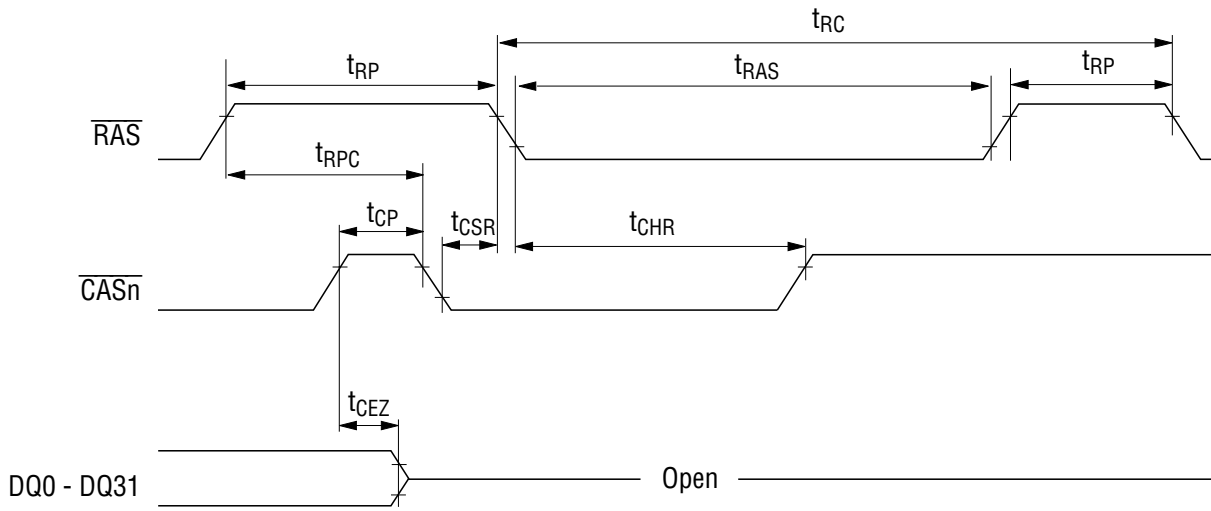 tRC
tRP
tRAS
tRP
RAS
tRPC
tCP
tCSR
tCHR
CASn
tCEZ
DQ0 - DQ31
Open